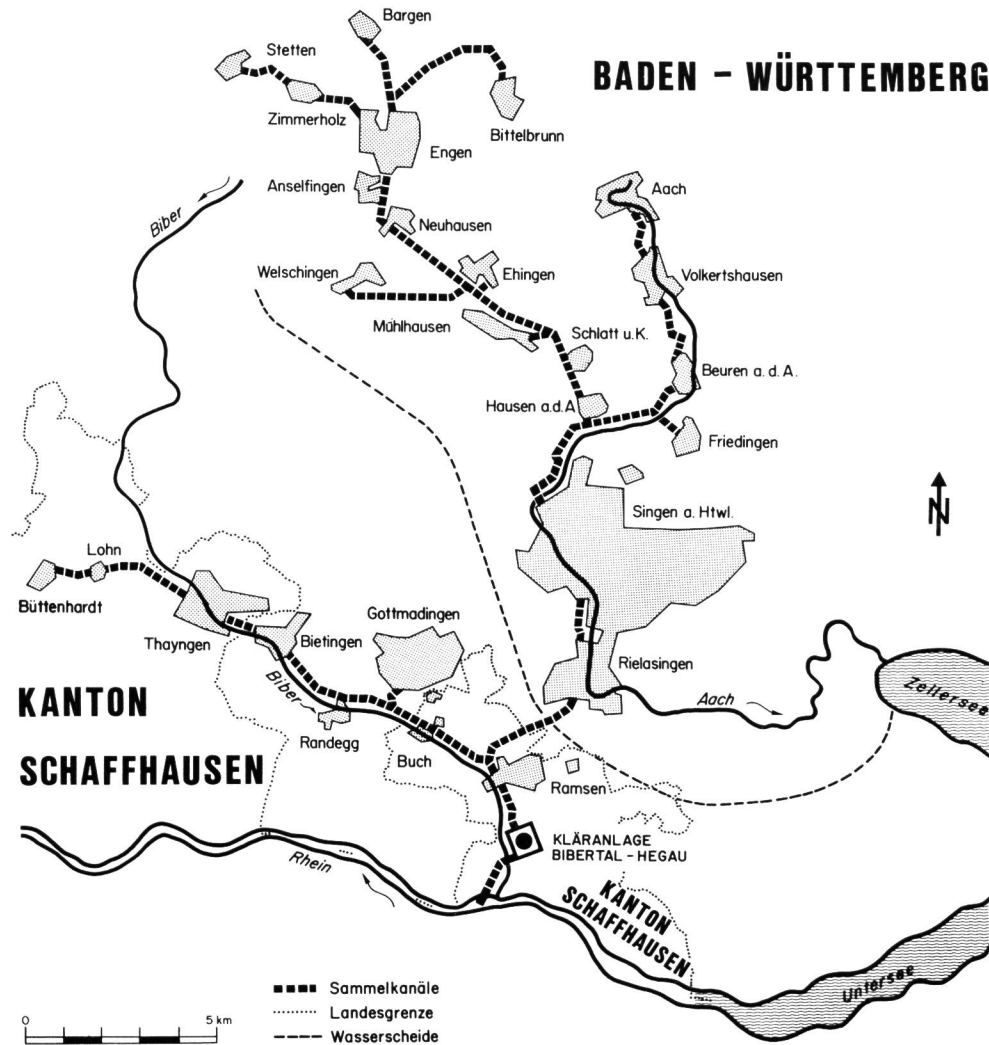 Bargen
Stetten
BADEN - WÜRTTEMBERG
Zimmerholz
Bittelbrunn
Engen
Anselfingen
Aach
Biber
Neuhausen
Welschingen
Ehingen
Volkertshausen
Mühlhausen
Schlatt u.K.
Beuren a.d.A.
Hausen a.d.A
Friedingen
N
Singen a. Htwl.
Lohn
Büttenhardt
Gottmadingen
Thayngen
Bietingen
Rielasingen
Biber
Aach
Zellersee
KANTON
SCHAFFHAUSEN
Randegg
Buch
Ramsen
KLÄRANLAGE
BIBERTAL - HEGAU
Rhein
KANTON
SCHAFFHAUSEN
Untersee
Sammelkanäle
Landesgrenze
Wasserscheide
0 5 km